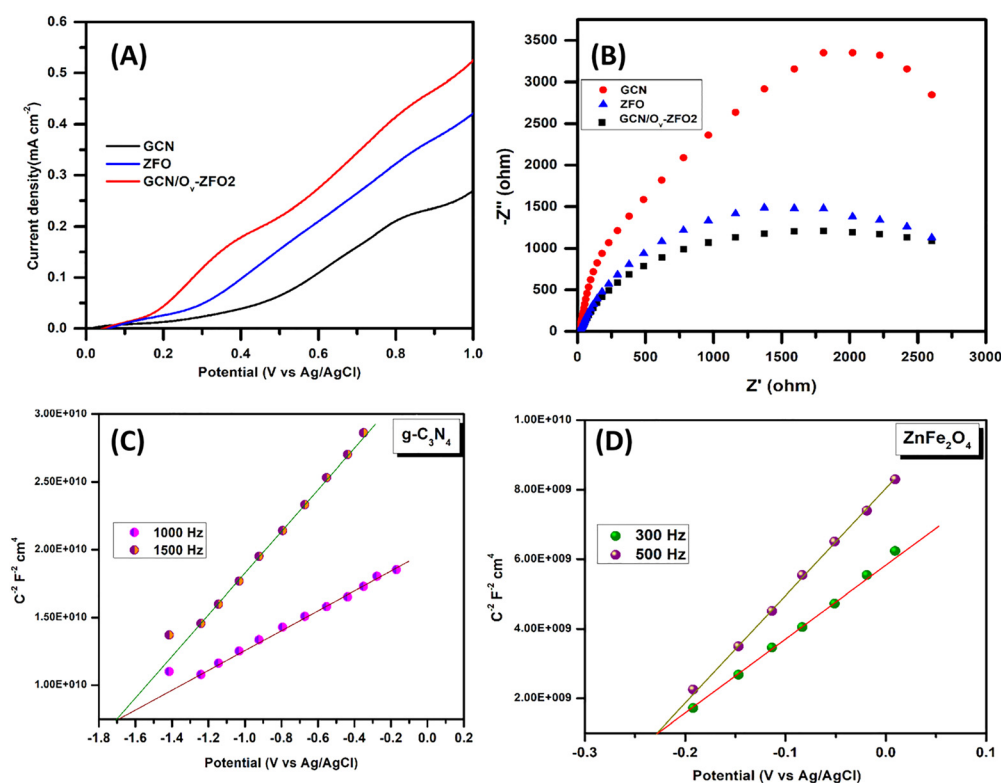 (A)
GCN
ZFO
GCN/Oᵥ-ZFO2
Current density(mA cm⁻²)
0.5
0.4
0.3
0.2
0.1
0.0
0.0 0.2 0.4 0.6 0.8 1.0
Potential (V vs Ag/AgCl)
(B)
GCN
ZFO
GCN/Oᵥ-ZFO2
-Z'' (ohm)
3500
3000
2500
2000
1500
1000
500
0
0 500 1000 1500 2000 2500 3000
Z' (ohm)
(C)
g-C₃N₄
1000 Hz
1500 Hz
C⁻² F⁻² cm⁴
3.00E+010
2.50E+010
2.00E+010
1.50E+010
1.00E+010
-1.8 -1.6 -1.4 -1.2 -1.0 -0.8 -0.6 -0.4 -0.2 0.0 0.2
Potential (V vs Ag/AgCl)
(D)
ZnFe₂O₄
300 Hz
500 Hz
C⁻² F⁻² cm⁴
1.00E+010
8.00E+009
6.00E+009
4.00E+009
2.00E+009
-0.3 -0.2 -0.1 0.0 0.1
Potential (V vs Ag/AgCl)